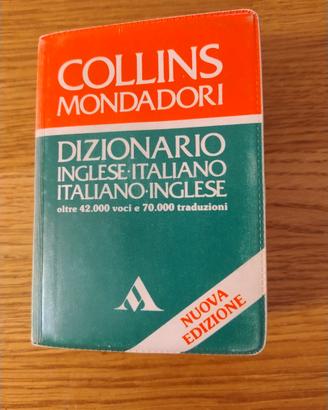 COLLINS
MONDADORI
DIZIONARIO
INGLESE·ITALIANO
ITALIANO·INGLESE
oltre 42.000 voci e 70.000 traduzioni
NUOVA
EDIZIONE